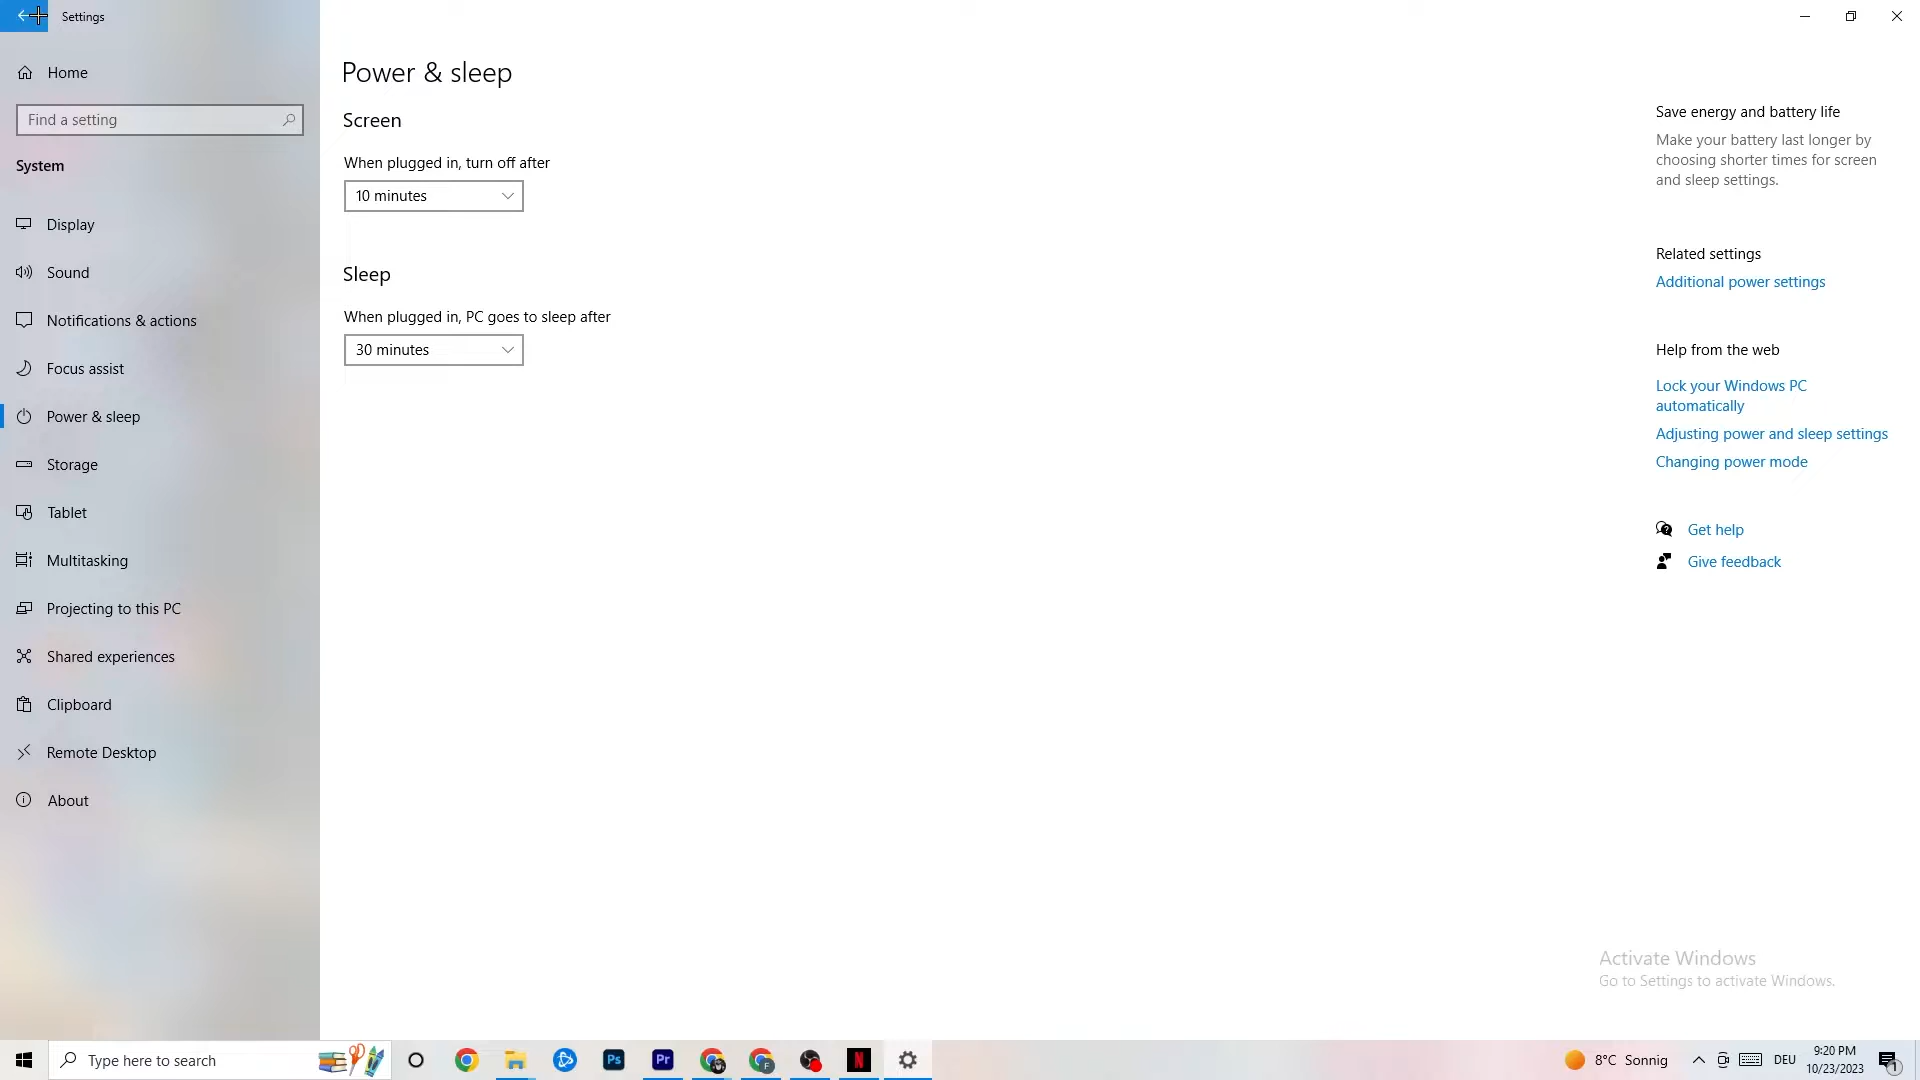 Settings
Home
Find a setting
System
Display
Sound
Notifications & actions
Focus assist
Power & sleep
Storage
Tablet
Multitasking
Projecting to this PC
Shared experiences
Clipboard
Remote Desktop
About
Power & sleep
Screen
When plugged in, turn off after
10 minutes
Sleep
When plugged in, PC goes to sleep after
30 minutes
Save energy and battery life
Make your battery last longer by
choosing shorter times for screen
and sleep settings.
Related settings
Additional power settings
Help from the web
Lock your Windows PC
automatically
Adjusting power and sleep settings
Changing power mode
Get help
Give feedback
Activate Windows
Go to Settings to activate Windows.
Type here to search
Ps
Pr
F
N
8°C Sonnig
DEU
9:20 PM
10/23/2023
1